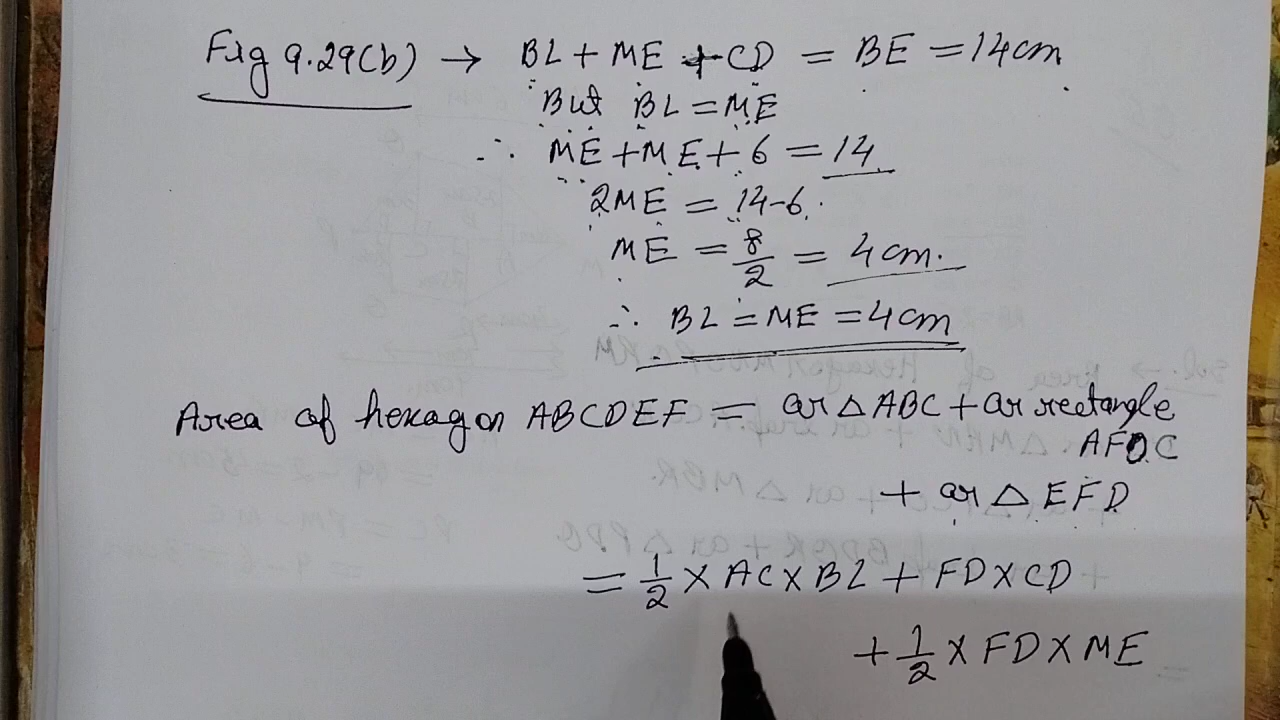 Fig 9.29(b) → BL + ME + CD = BE = 14cm
But BL = ME
∴ ME + ME + 6 = 14
2ME = 14-6
ME = 8/2 = 4cm.
∴ BL = ME = 4cm
Area of hexagon ABCDEF = ar △ ABC + ar rectangle
AFDC
+ ar △ EFD
= 1/2 × AC × BL + FD × CD
+ 1/2 × FD × ME